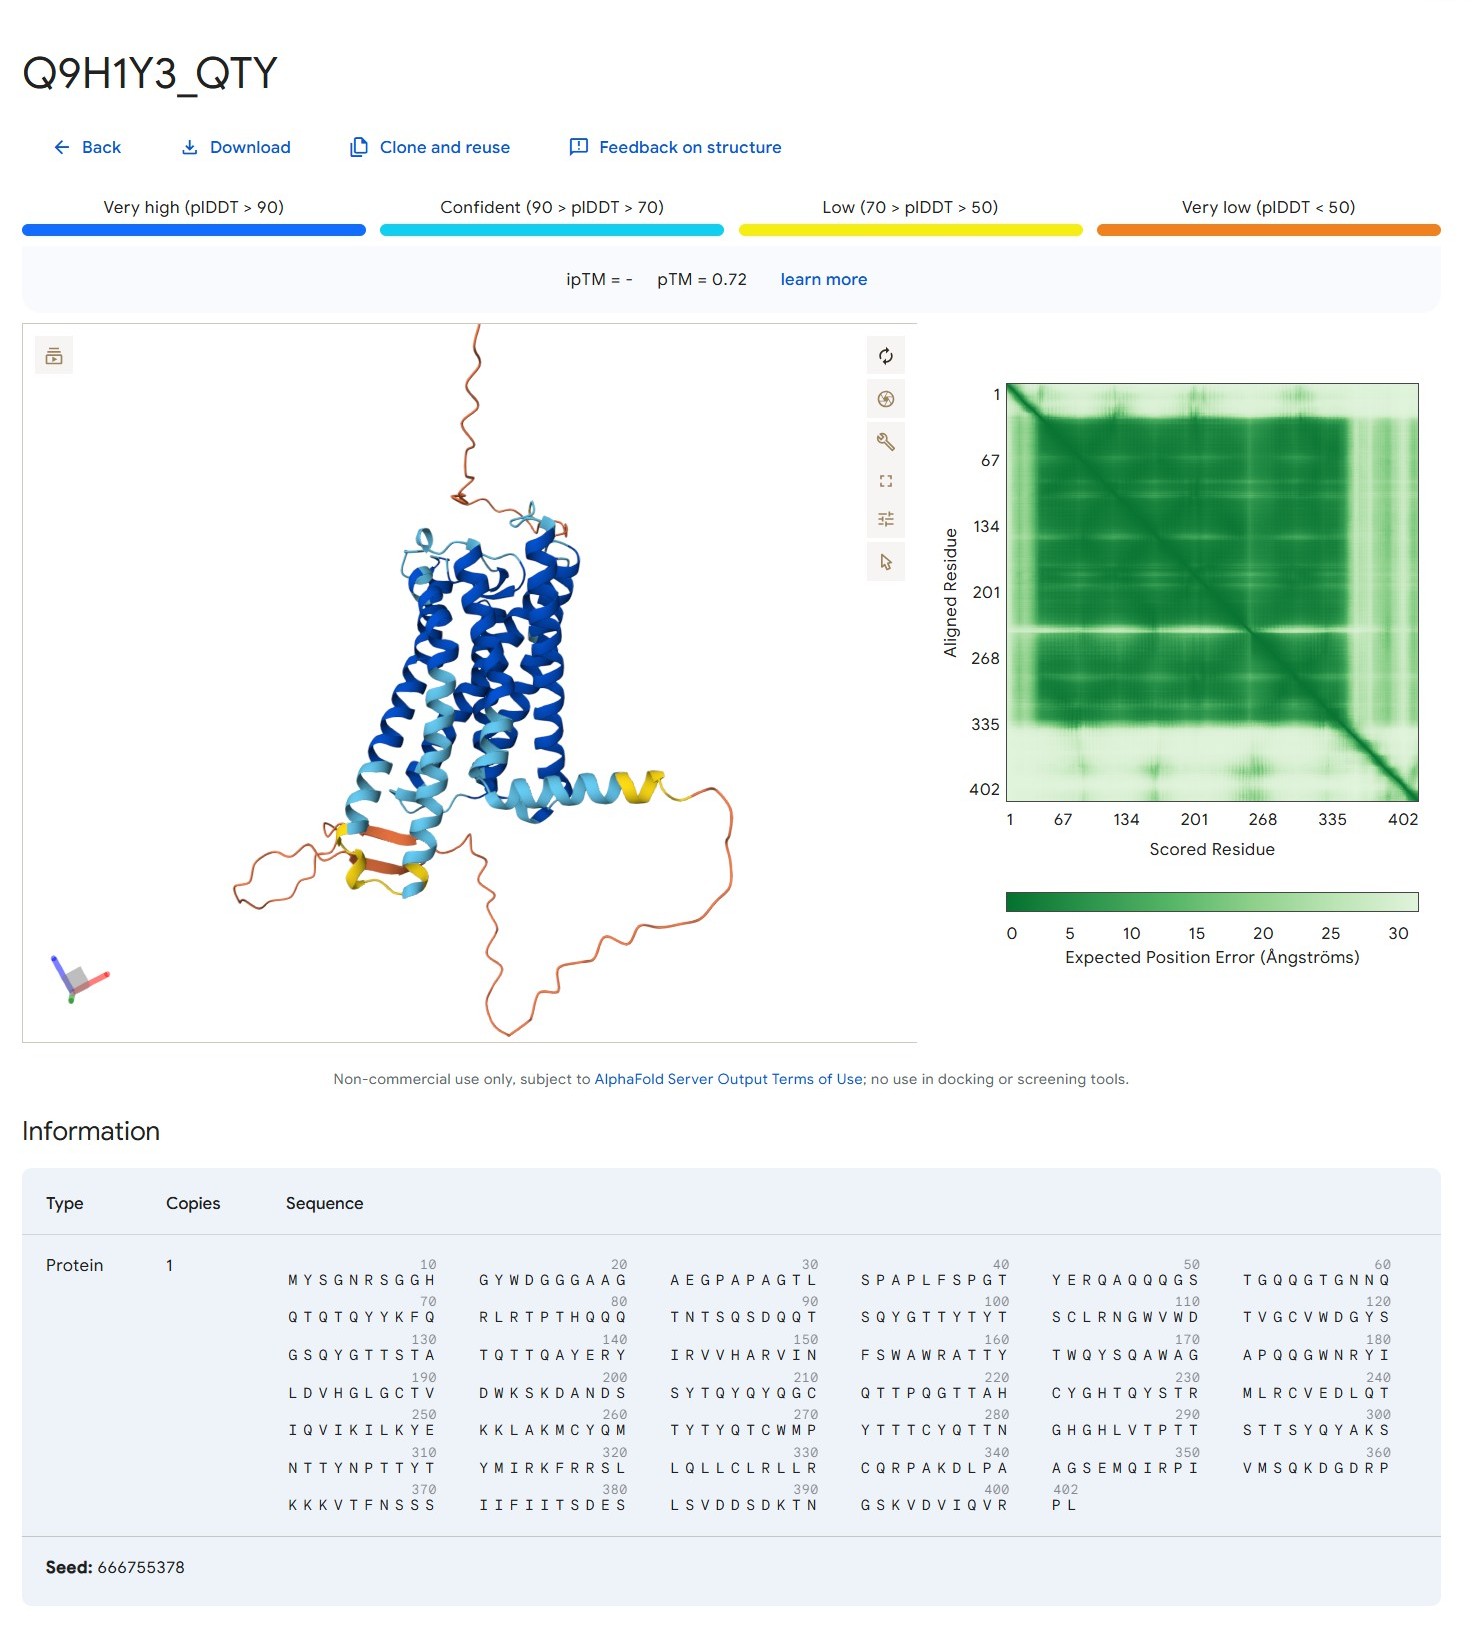 Q9H1Y3_QTY
Back Download Clone and reuse Feedback on structure
Very high (plDDT > 90) Confident (90 > plDDT > 70) Low (70 > plDDT > 50) Very low (plDDT < 50)
ipTM = - pTM = 0.72 learn more
Aligned Residue
1
67
134
201
268
335
402
1 67 134 201 268 335 402
Scored Residue
0 5 10 15 20 25 30
Expected Position Error (Ångströms)
Non-commercial use only, subject to AlphaFold Server Output Terms of Use; no use in docking or screening tools.
Information
Type Copies Sequence
10 20 30 40 50 60
Protein 1 MYSGNRSGGH GYWDGGGAAG AEGPAPAGTL SPAPLFSPGT YERQAQQQGS TGQQGTGNNQ
70 80 90 100 110 120
QTQTQYYKFQ RLRTPTHQQQ TNTSQSDQQT SQYGTTYTYT SCLRNGWVWD TVGCVWDGYS
130 140 150 160 170 180
GSQYGTTSTA TQTTQAYERY IRVVHARVIN FSWAWRATTY TWQYSQAWAG APQQGWNRYI
190 200 210 220 230 240
LDVHGLGCTV DWKSKDANDS SYTQYQYQGC QTTPQGTTAH CYGHTQYSTR MLRCVEDLQT
250 260 270 280 290 300
IQVIKILKYE KKLAKMCYQM TYTYQTCWMP YTTTCYQTTN GHGHLVTPTT STTSYQYAKS
310 320 330 340 350 360
NTTYNPTTYT YMIRKFRRSL LQLLCLRLLR CQRPAKDLPA AGSEMQIRPI VMSQKDGDRP
370 380 390 400 402
KKKVTFNSSS IIFIITSDES LSVDDSDKTN GSKVDVIQVR PL
Seed: 666755378